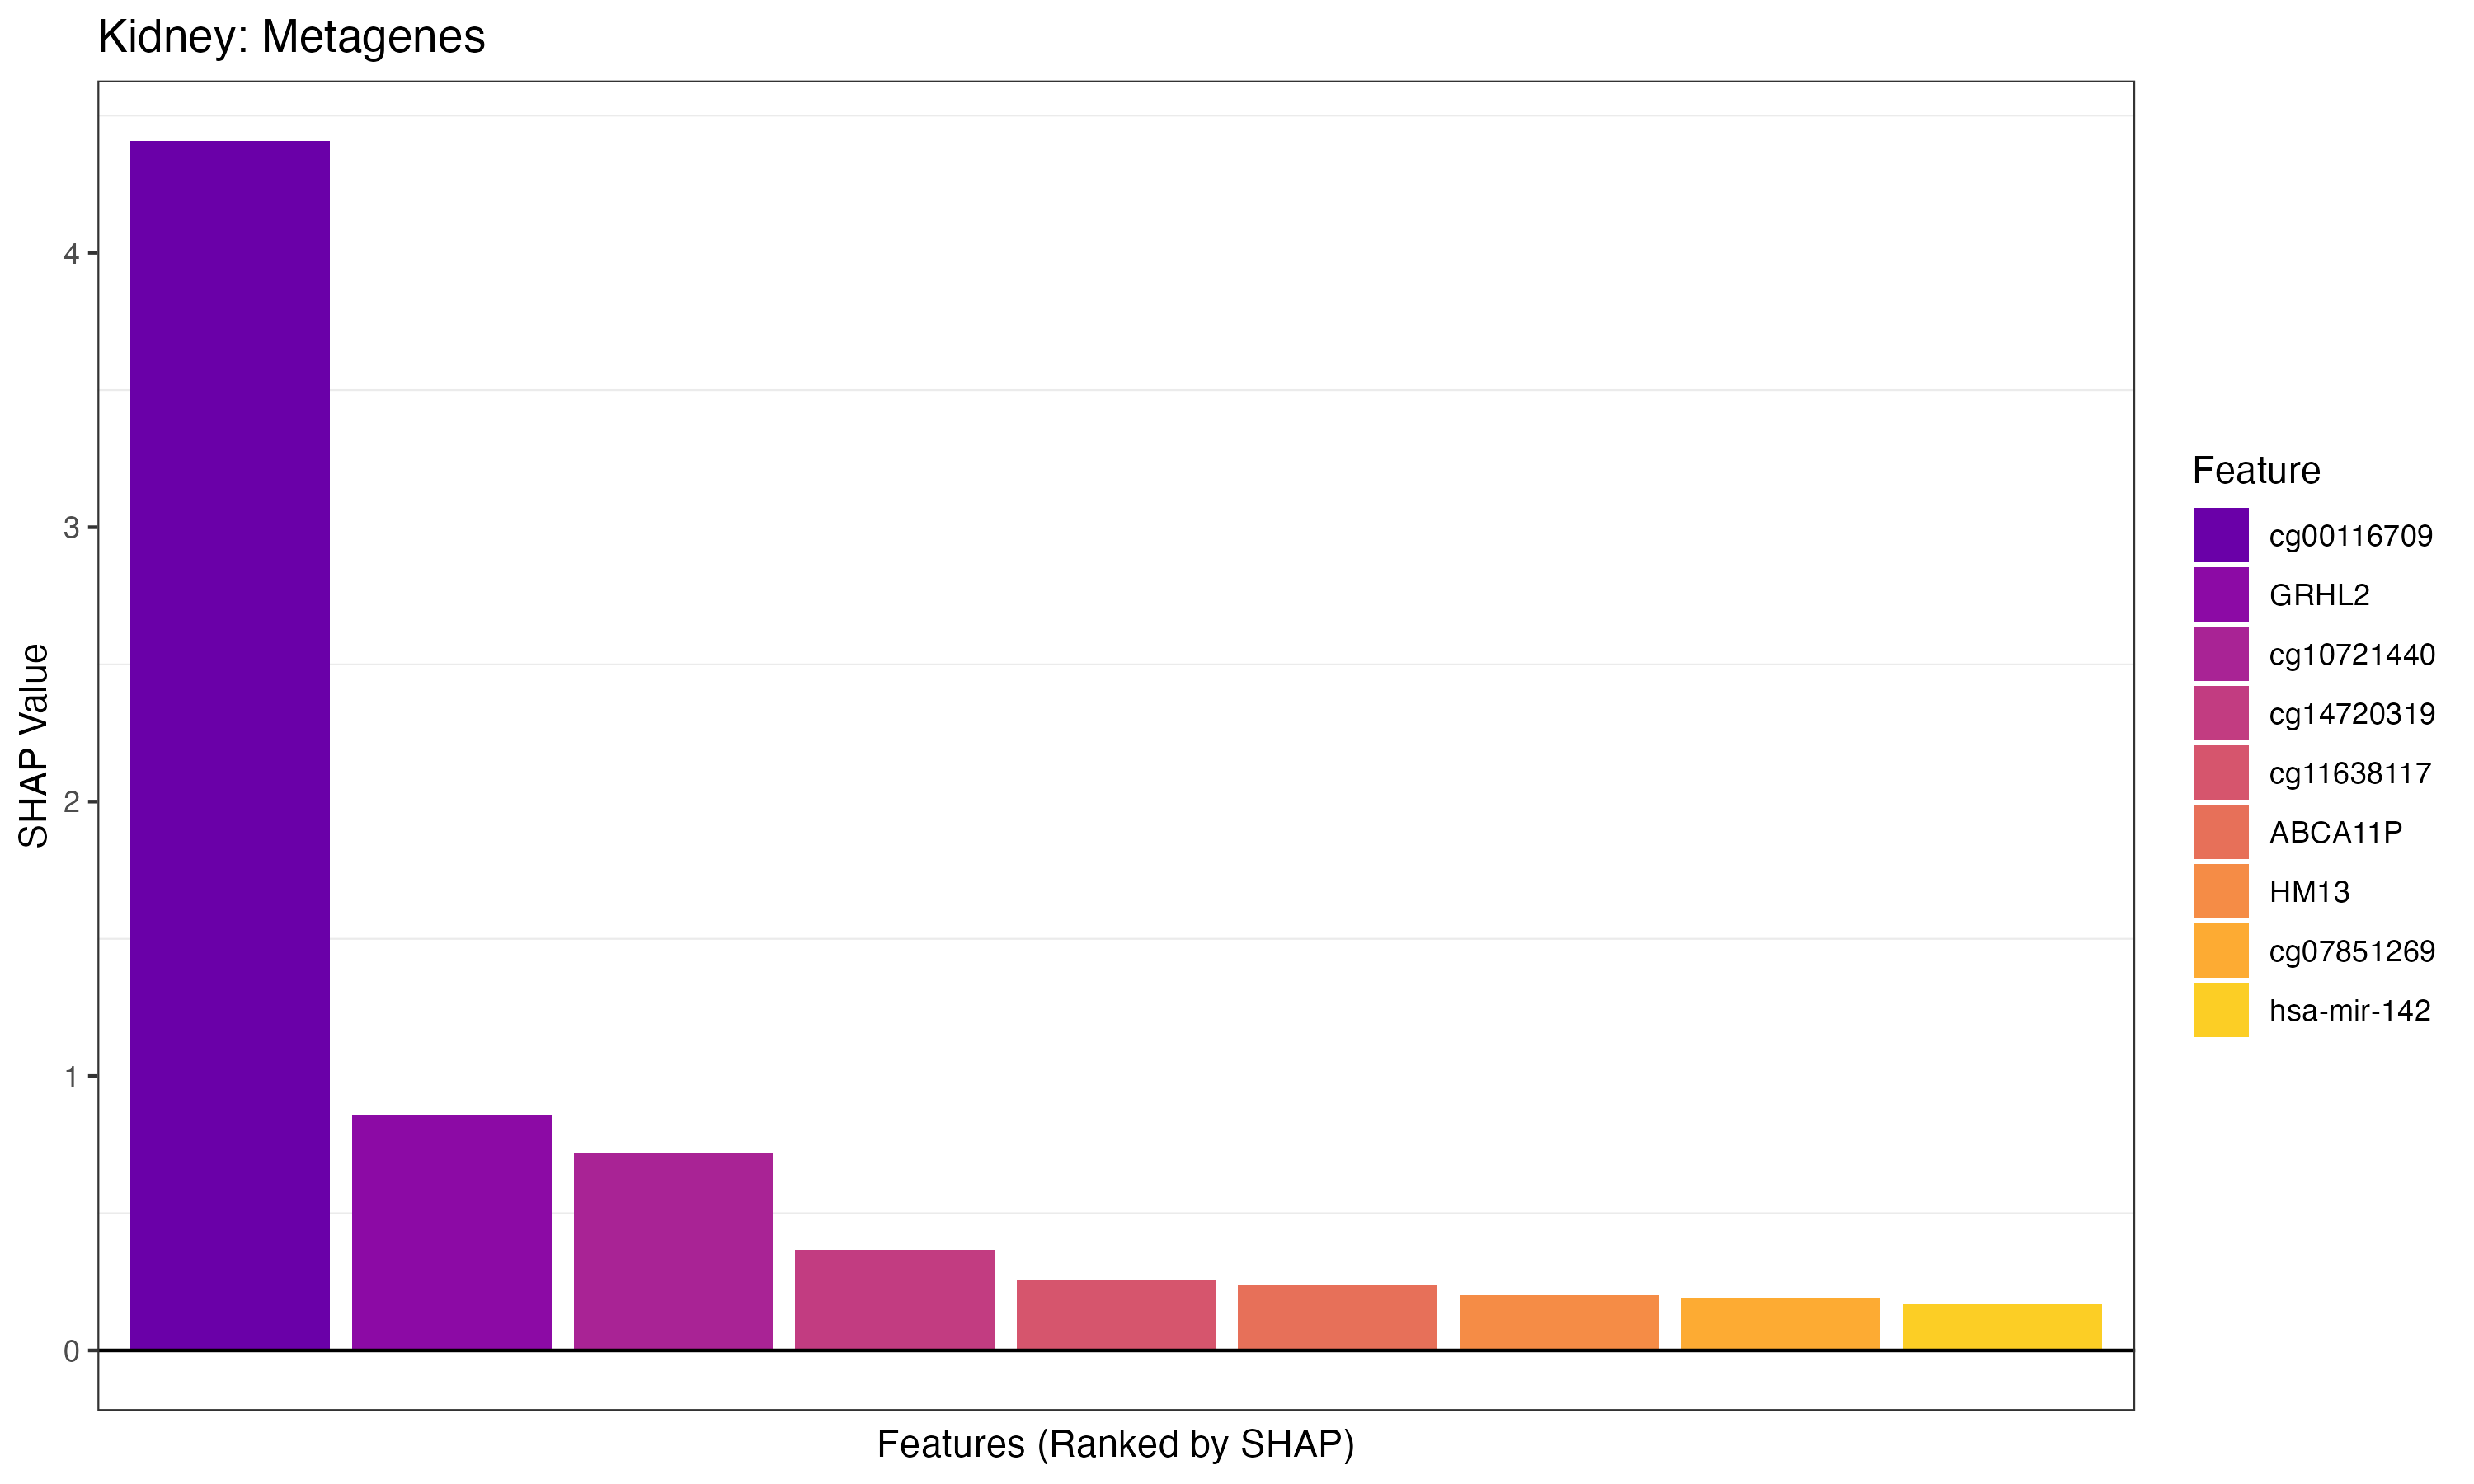 Kidney: Metagenes
SHAP Value
4
3
2
1
0
Features (Ranked by SHAP)
Feature
cg00116709
GRHL2
cg10721440
cg14720319
cg11638117
ABCA11P
HM13
cg07851269
hsa-mir-142